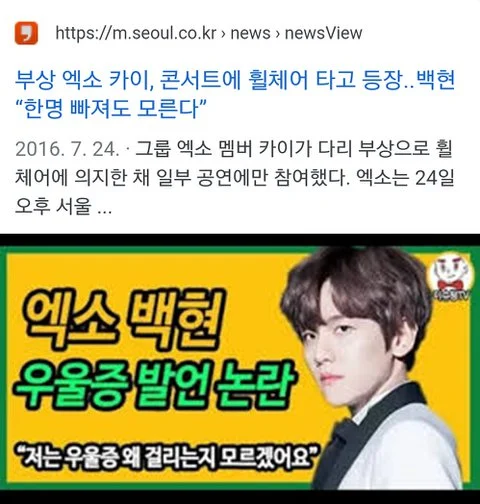 https://m.seoul.co.kr › news › newsView
부상 엑소 카이, 콘서트에 휠체어 타고 등장..백현
“한명 빠져도 모른다”
2016. 7. 24. · 그룹 엑소 멤버 카이가 다리 부상으로 휠
체어에 의지한 채 일부 공연에만 참여했다. 엑소는 24일
오후 서울 ...
엑소 백현
우울증 발언 논란
“저는 우울증 왜 걸리는지 모르겠어요”